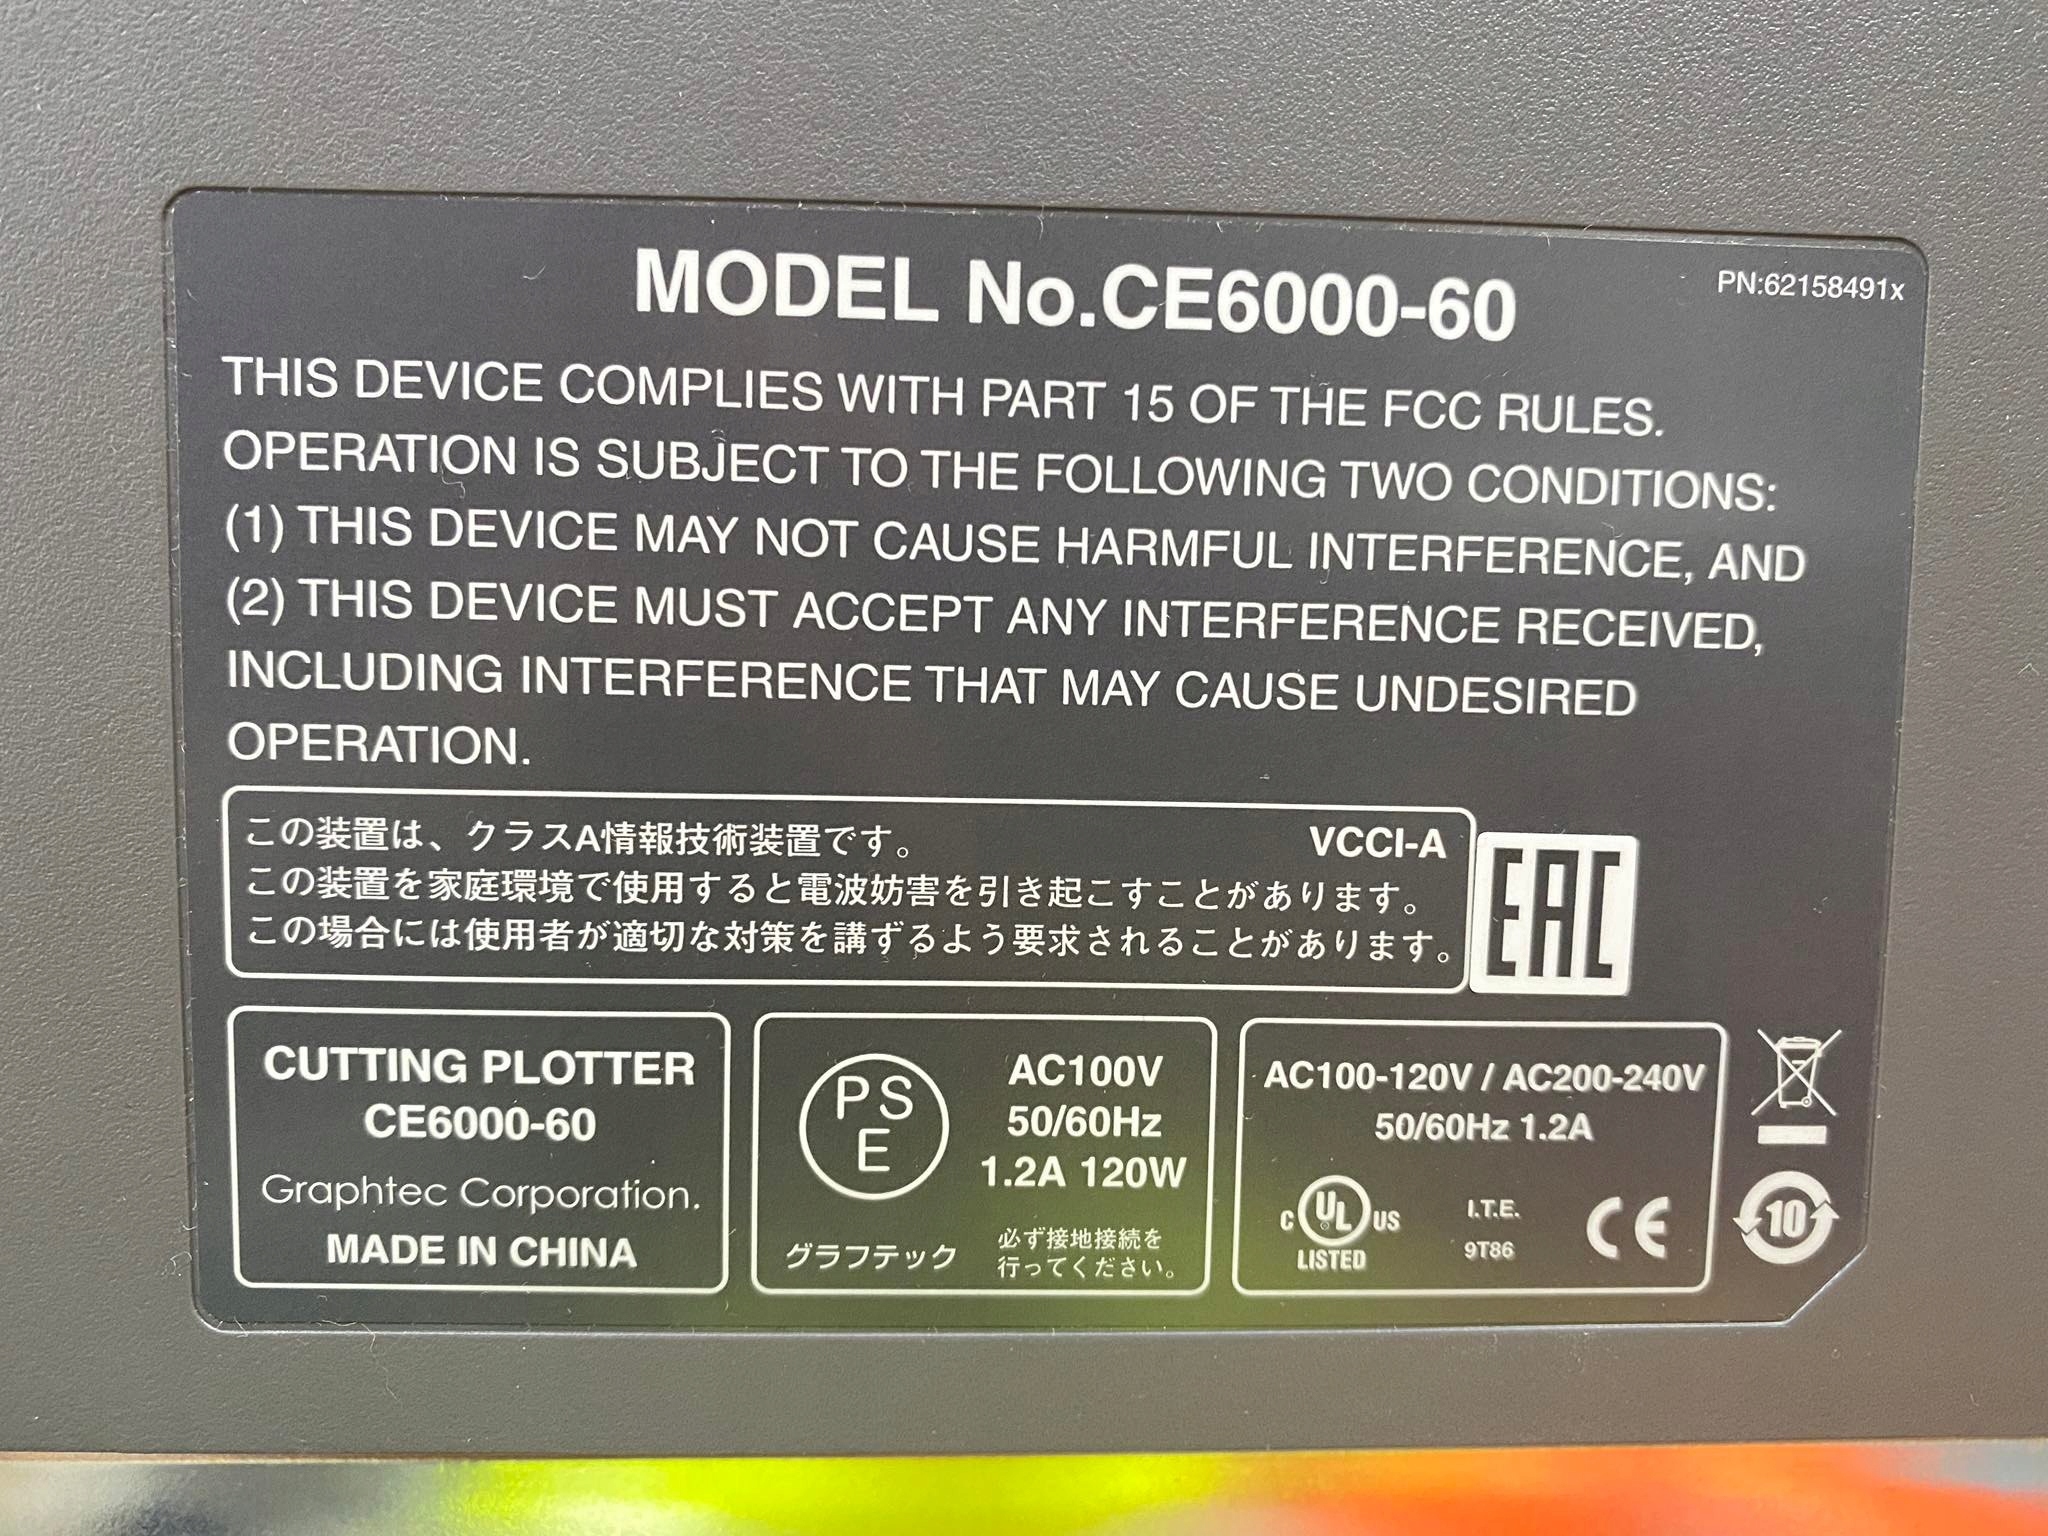 MODEL No.CE6000-60
PN:62158491x
THIS DEVICE COMPLIES WITH PART 15 OF THE FCC RULES.
OPERATION IS SUBJECT TO THE FOLLOWING TWO CONDITIONS:
(1) THIS DEVICE MAY NOT CAUSE HARMFUL INTERFERENCE, AND
(2) THIS DEVICE MUST ACCEPT ANY INTERFERENCE RECEIVED,
INCLUDING INTERFERENCE THAT MAY CAUSE UNDESIRED
OPERATION.
この装置は、クラスA情報技術装置です。 VCCI-A
この装置を家庭環境で使用すると電波妨害を引き起こすことがあります。
この場合には使用者が適切な対策を講ずるよう要求されることがあります。
EAC
CUTTING PLOTTER
CE6000-60
Graphtec Corporation.
MADE IN CHINA
PS
E
グラフテック
AC100V
50/60Hz
1.2A 120W
必ず接地接続を
行ってください。
AC100-120V / AC200-240V
50/60Hz 1.2A
C UL US
LISTED
I.T.E.
9T86
CE
10